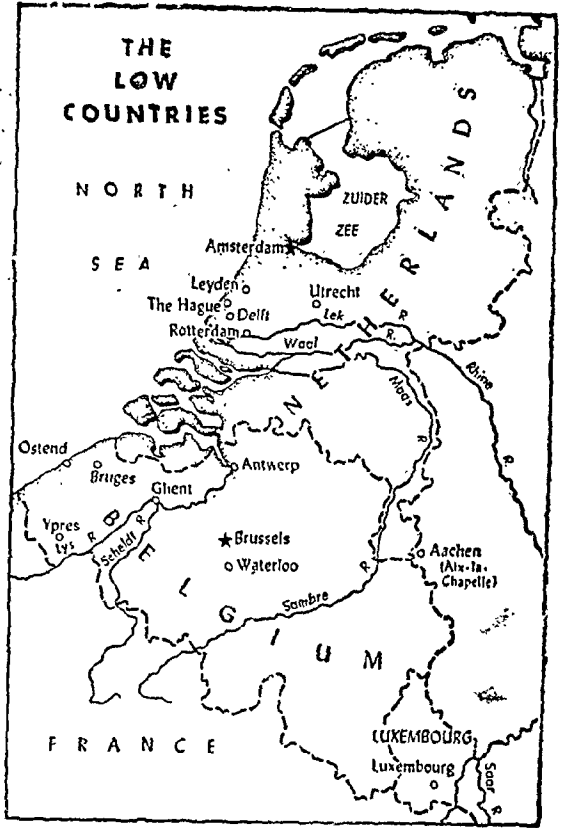 THE
LOW
COUNTRIES
NORTH
SEA
ZUIDER
ZEE
NETHERLANDS
Amsterdam
Leyden
Utrecht
The Hague
Delft
Lek R.
Rotterdam
Waal R.
Rhine R.
Maas R.
Ostend
Bruges
Antwerp
Ghent
Ypres
Lys R
Scheldt R
BELGIUM
Brussels
Waterloo
Aachen
(Aix-la-
Chapelle)
Sambre R
FRANCE
LUXEMBOURG
Luxembourg
Saar R.